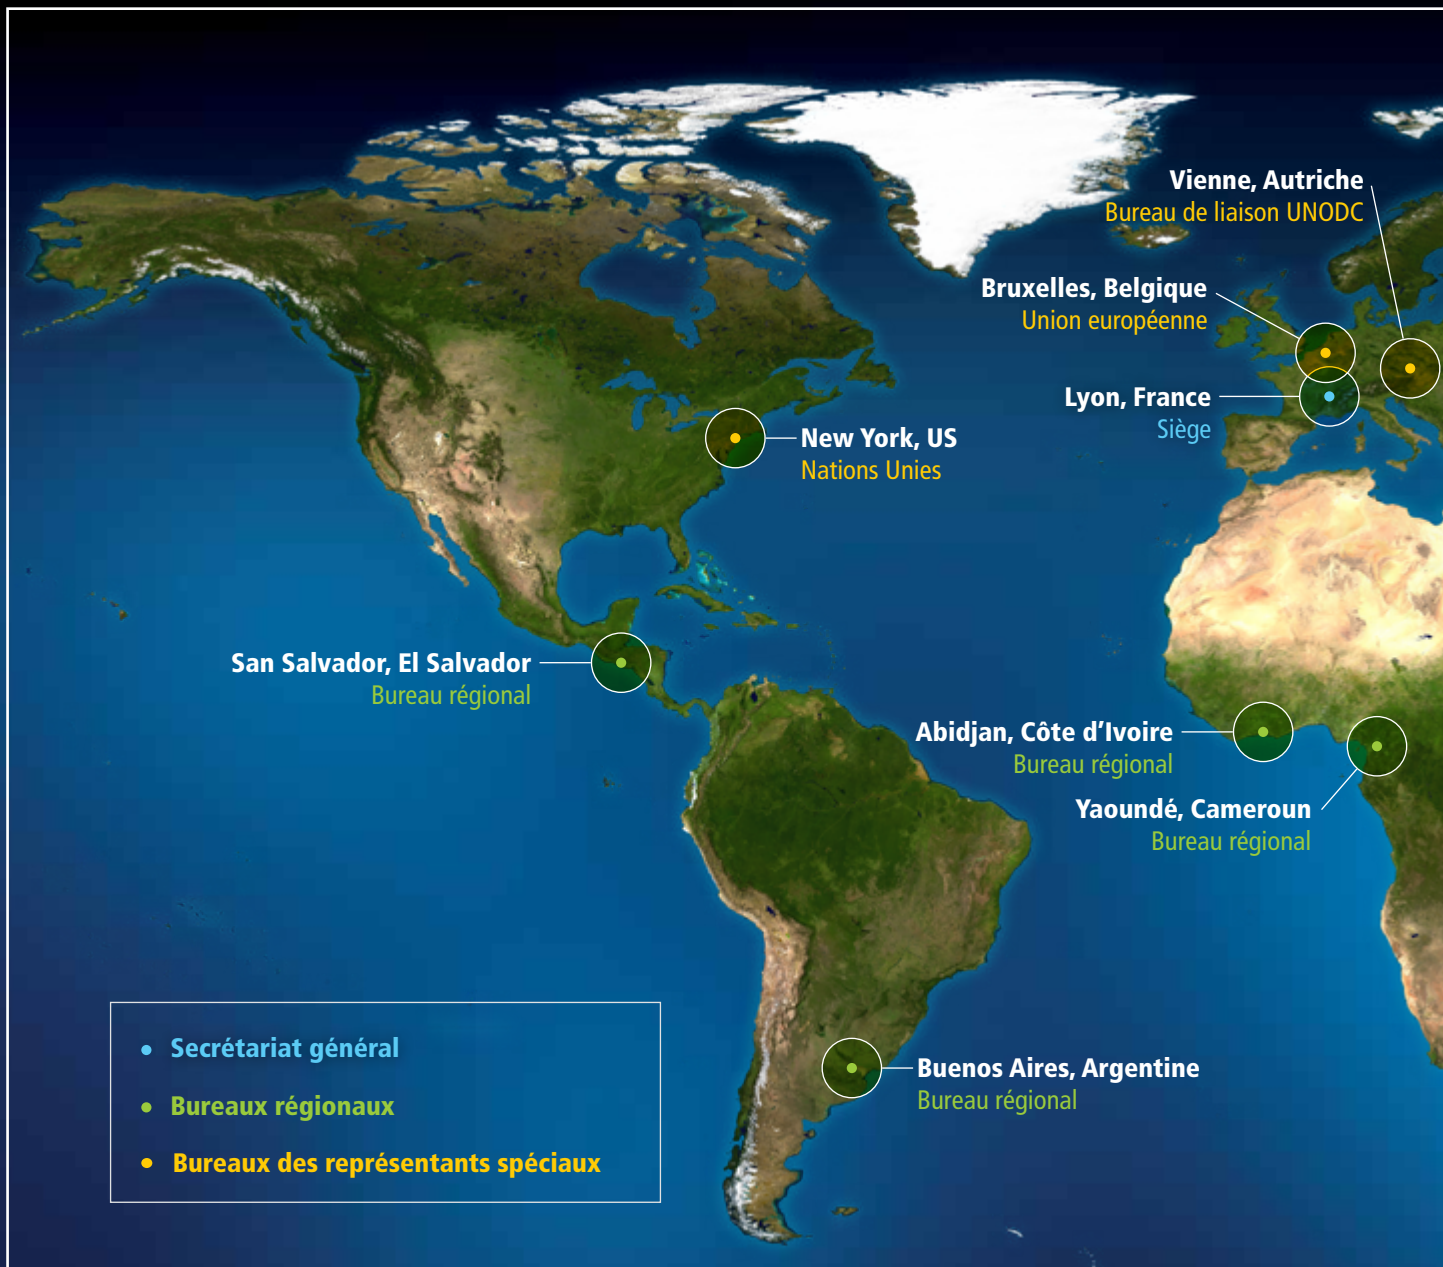 Vienne, Autriche
Bureau de liaison UNODC
Bruxelles, Belgique
Union européenne
Lyon, France
Siège
New York, US
Nations Unies
San Salvador, El Salvador
Bureau régional
Abidjan, Côte d'Ivoire
Bureau régional
Yaoundé, Cameroun
Bureau régional
Buenos Aires, Argentine
Bureau régional
Secrétariat général
Bureaux régionaux
Bureaux des représentants spéciaux